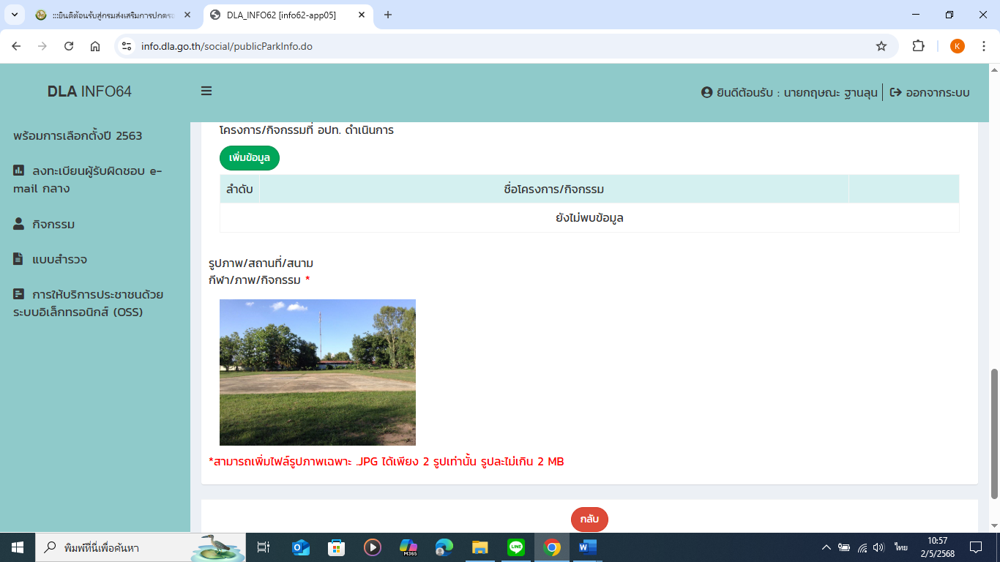 :::ยินดีต้อนรับสู่กรมส่งเสริมการปกคร
DLA_INFO62 [info62-app05]
info.dla.go.th/social/publicParkInfo.do
K
DLA INFO64
ยินดีต้อนรับ : นายกฤษณะ ฐานลุน
ออกจากระบบ
พร้อมการเลือกตั้งปี 2563
ลงทะเบียนผู้รับผิดชอบ e-
mail กลาง
กิจกรรม
แบบสำรวจ
การให้บริการประชาชนด้วย
ระบบอิเล็กทรอนิกส์ (OSS)
โครงการ/กิจกรรมที่ อปท. ดำเนินการ
เพิ่มข้อมูล
ลำดับ ชื่อโครงการ/กิจกรรม
ยังไม่พบข้อมูล
รูปภาพ/สถานที่/สนาม
กีฬา/ภาพ/กิจกรรม *
*สามารถเพิ่มไฟล์รูปภาพเฉพาะ .JPG ได้เพียง 2 รูปเท่านั้น รูปละไม่เกิน 2 MB
กลับ
พิมพ์ที่นี่เพื่อค้นหา
M365
LINE
W
ไทย
10:57
2/5/2568